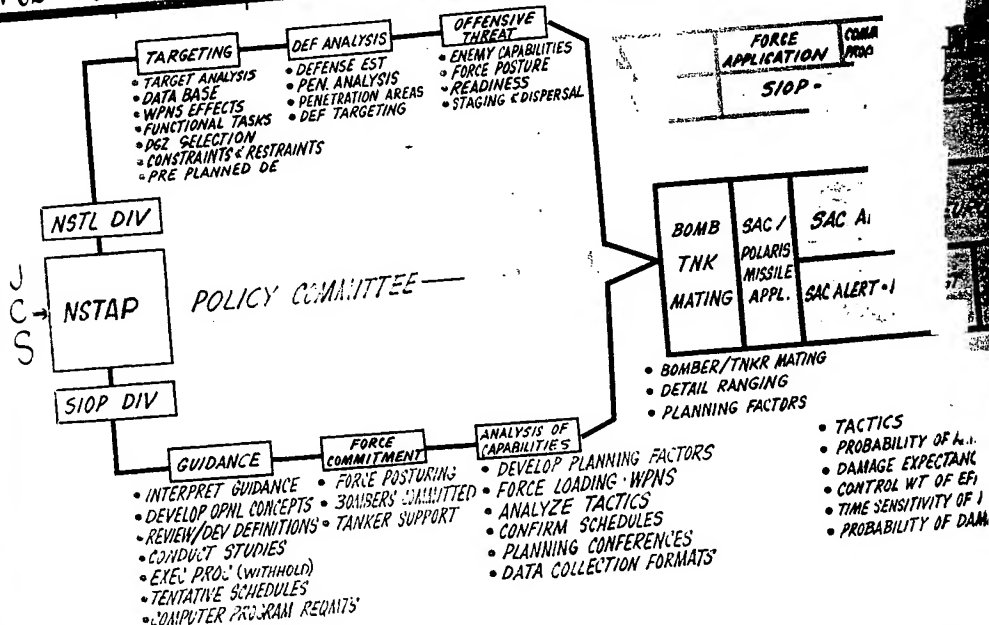 TARGETING
• TARGET ANALYSIS
• DATA BASE
• WPNS EFFECTS
• FUNCTIONAL TASKS
• DGZ SELECTION
• CONSTRAINTS & RESTRAINTS
• PRE PLANNED DE
DEF ANALYSIS
• DEFENSE EST
• PEN. ANALYSIS
• PENETRATION AREAS
• DEF TARGETING
OFFENSIVE
THREAT
• ENEMY CAPABILITIES
• FORCE POSTURE
• READINESS
• STAGING & DISPERSAL
FORCE
APPLICATION
SIOP -
NSTL DIV
JCS → NSTAP
POLICY COMMITTEE
SIOP DIV
BOMB
TNK
MATING
SAC /
POLARIS
MISSILE
APPL.
SAC
SAC ALERT •
• BOMBER/TNKR MATING
• DETAIL RANGING
• PLANNING FACTORS
GUIDANCE
• INTERPRET GUIDANCE
• DEVELOP OPNL CONCEPTS
• REVIEW/DEV DEFINITIONS
• CONDUCT STUDIES
• EXEC PROC (WITHHOLD)
• TENTATIVE SCHEDULES
• COMPUTER PROGRAM REQMTS
FORCE
COMMITMENT
• FORCE POSTURING
• BOMBERS COMMITTED
• TANKER SUPPORT
ANALYSIS OF
CAPABILITIES
• DEVELOP PLANNING FACTORS
• FORCE LOADING - WPNS
• ANALYZE TACTICS
• CONFIRM SCHEDULES
• PLANNING CONFERENCES
• DATA COLLECTION FORMATS
• TACTICS
• PROBABILITY OF
• DAMAGE
• CONTROL WT OF
• TIME SENSITIVITY OF
• PROBABILITY OF